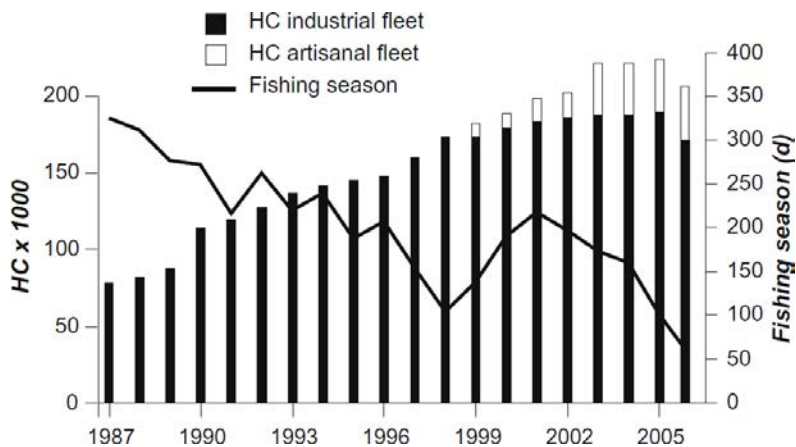 HC industrial fleet
HC artisanal fleet
Fishing season
HC x 1000
200
150
100
50
0
400
350
300
250
200
150
100
50
0
Fishing season (d)
1987 1990 1993 1996 1999 2002 2005